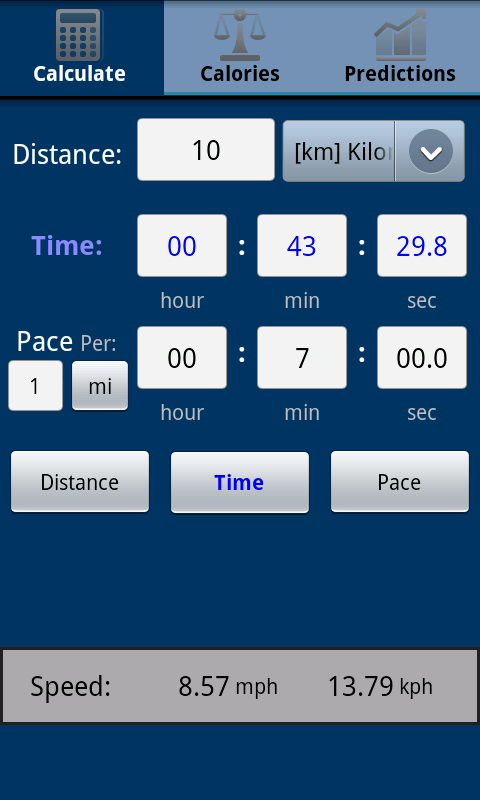 Calculate Calories Predictions
Distance: 10 [km] Kilo
Time: 00 : 43 : 29.8
hour min sec
Pace Per: 00 : 7 : 00.0
1 mi
hour min sec
Distance Time Pace
Speed: 8.57 mph 13.79 kph